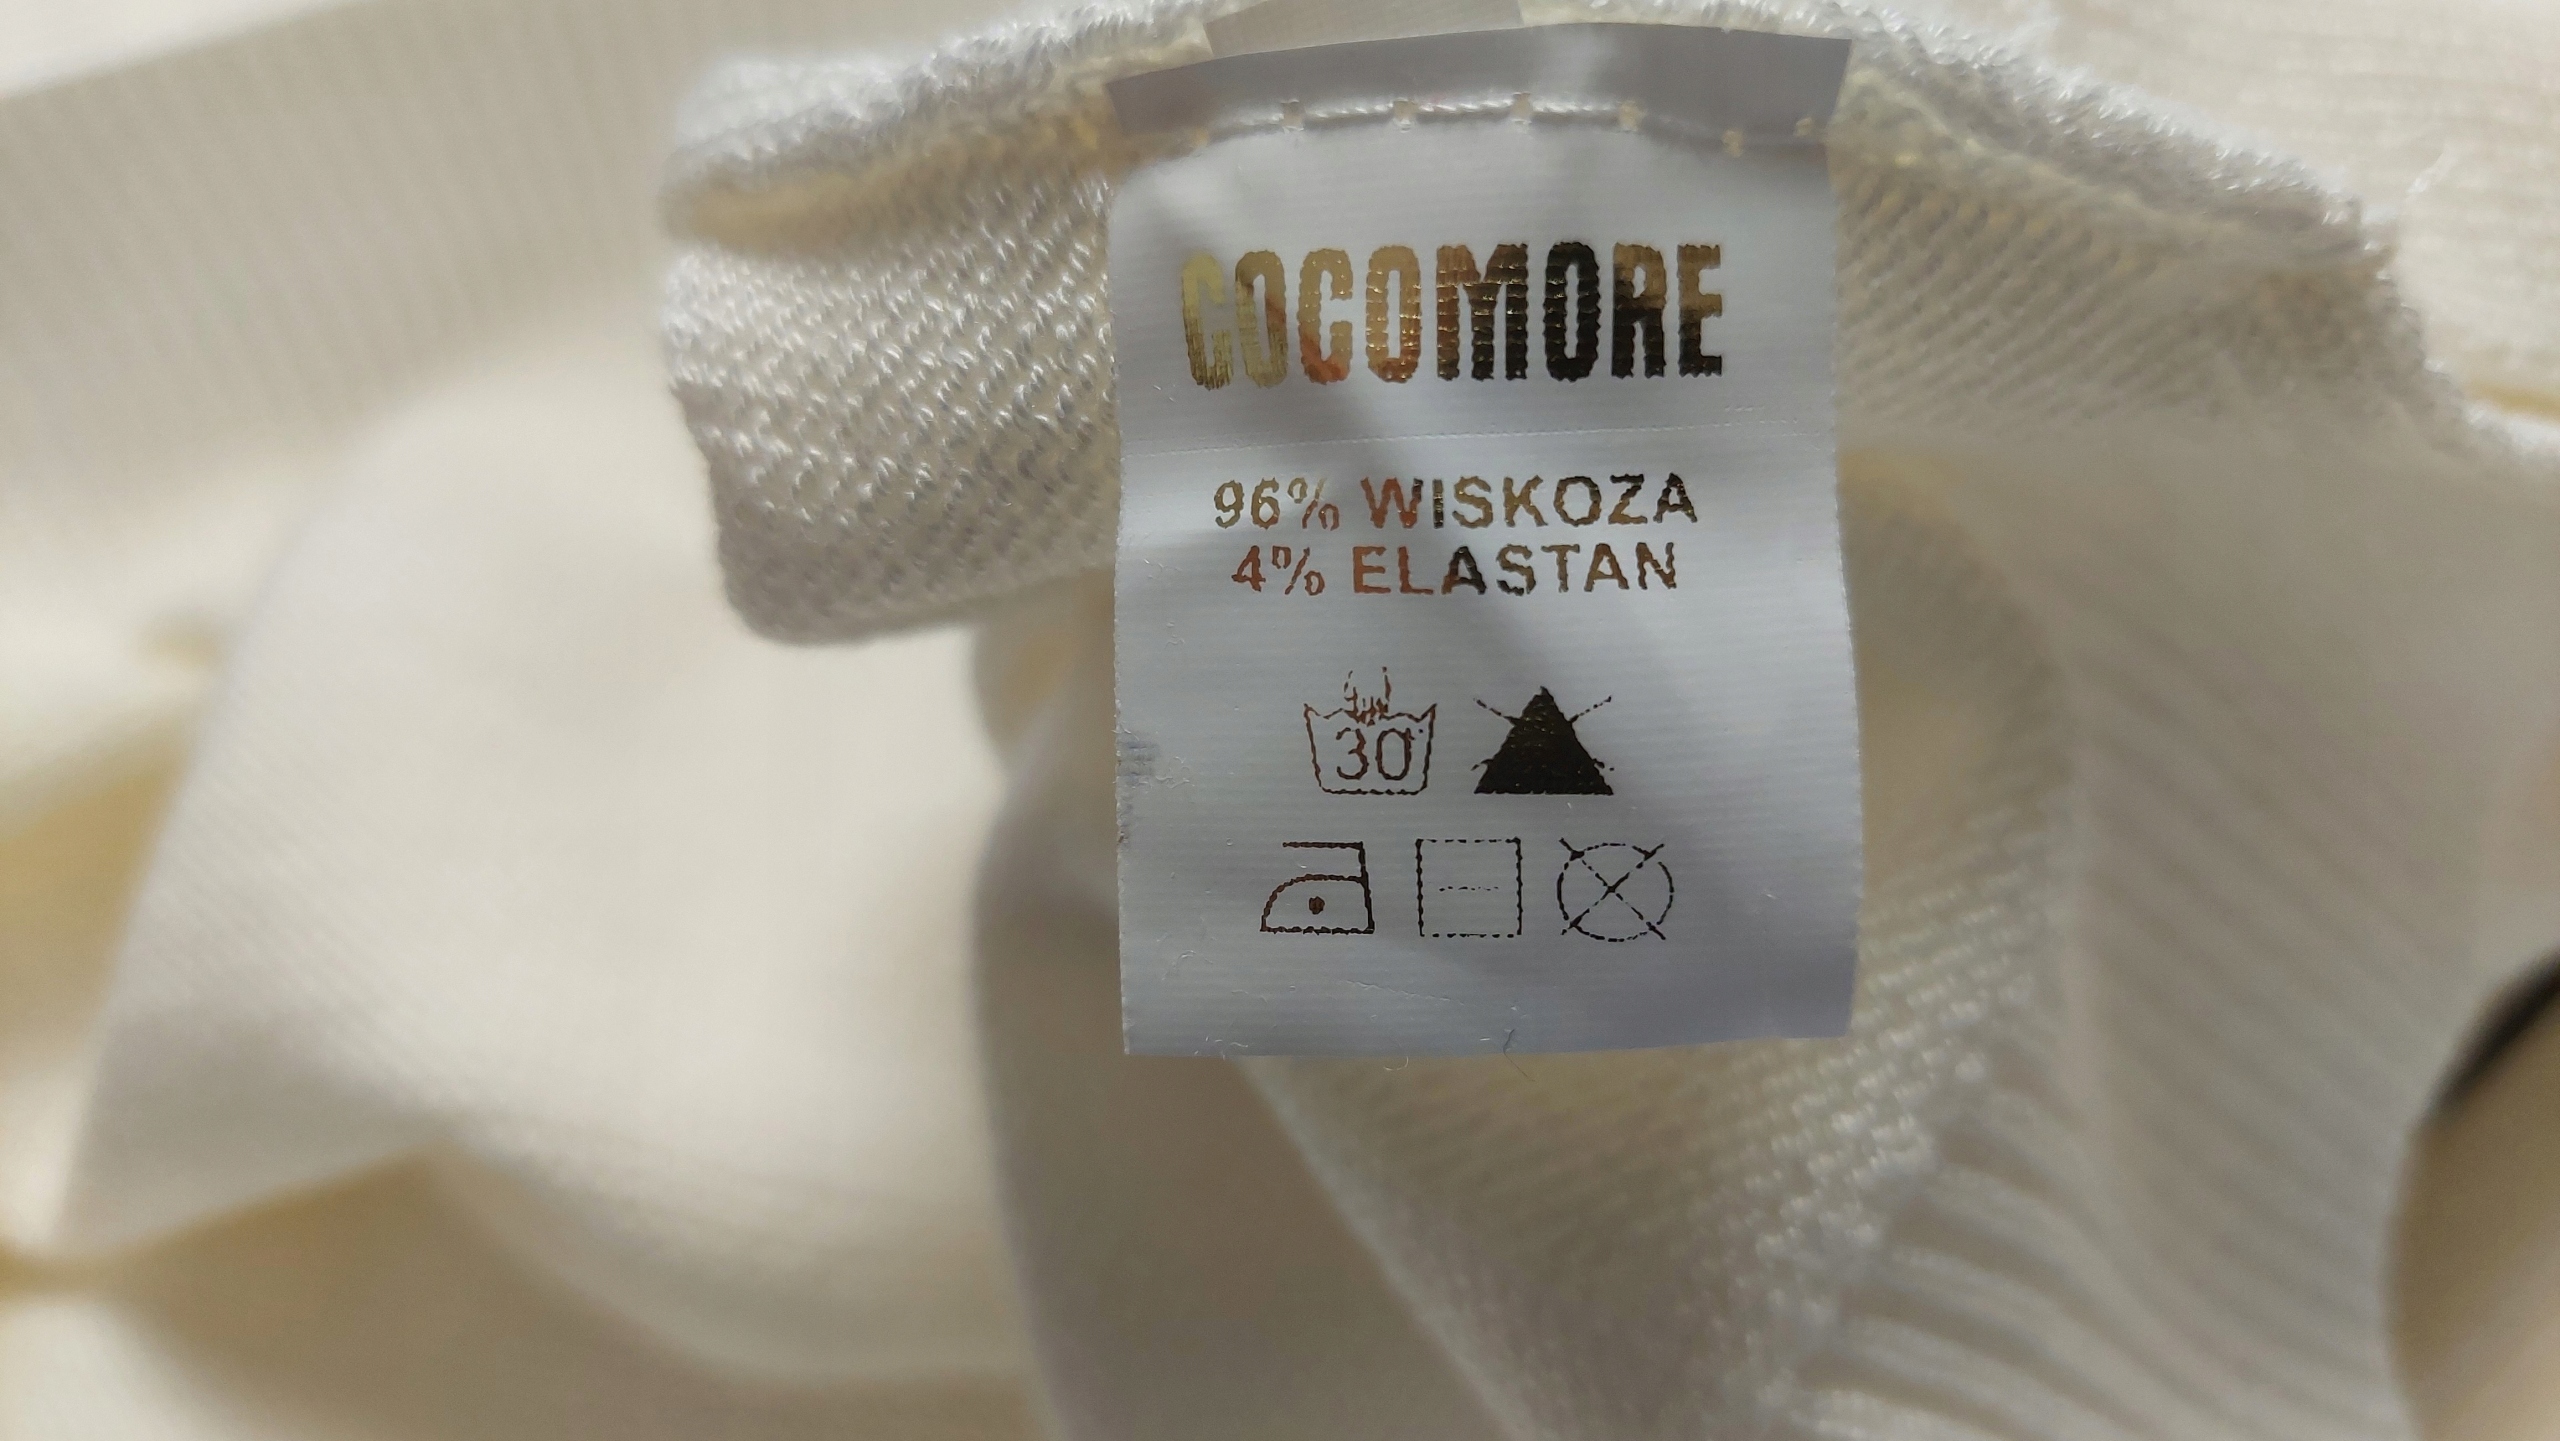 COCOMORE
96% WISKOZA
4% ELASTAN
30